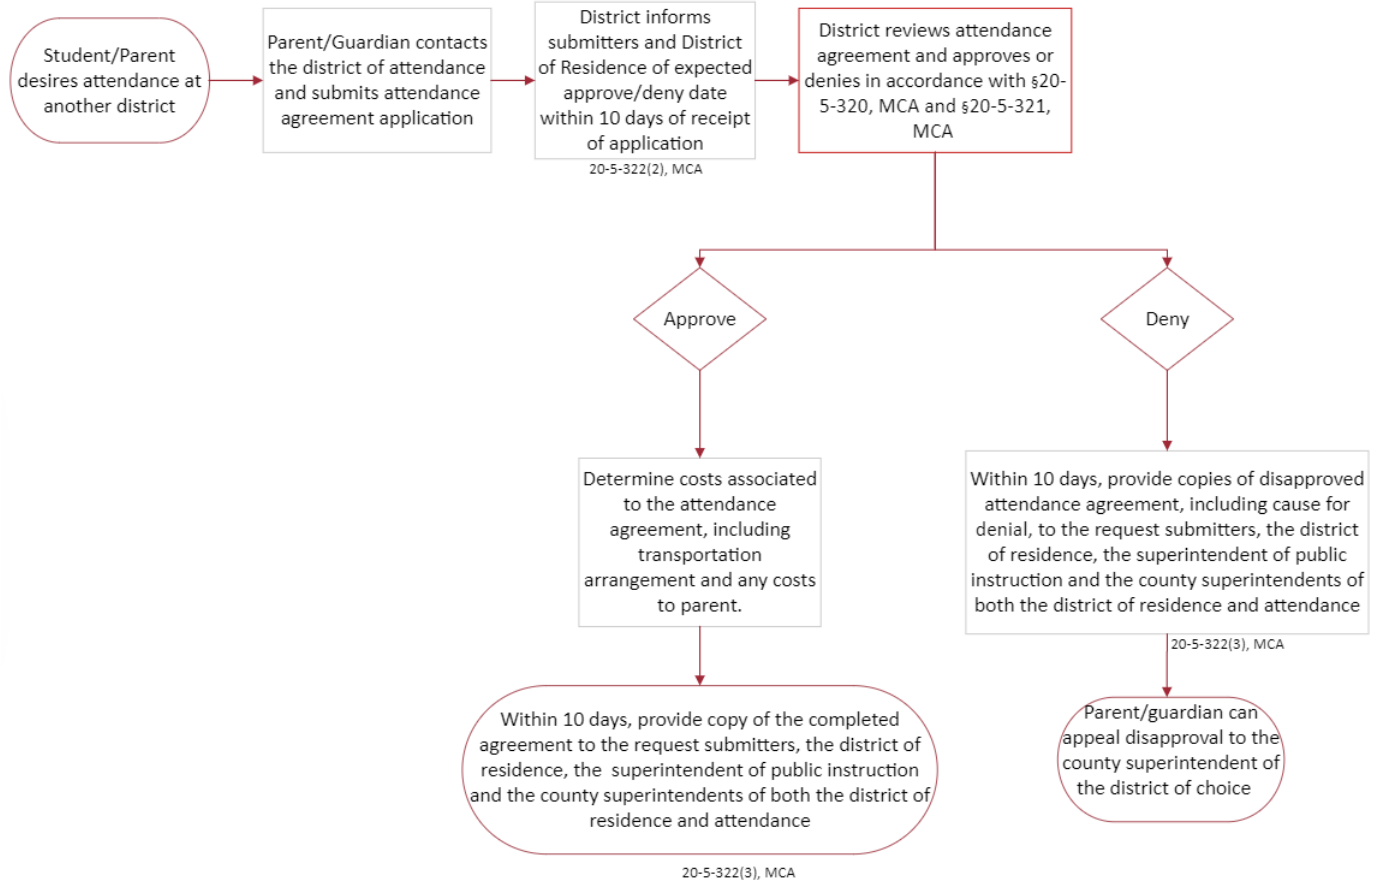 Student/Parent
desires attendance at
another district
Parent/Guardian contacts
the district of attendance
and submits attendance
agreement application
District informs
submitters and District
of Residence of expected
approve/deny date
within 10 days of receipt
of application
20-5-322(2), MCA
District reviews attendance
agreement and approves or
denies in accordance with §20-
5-320, MCA and §20-5-321,
MCA
Approve
Deny
Determine costs associated
to the attendance
agreement, including
transportation
arrangement and any costs
to parent.
Within 10 days, provide copy of the completed
agreement to the request submitters, the district of
residence, the superintendent of public instruction
and the county superintendents of both the district of
residence and attendance
20-5-322(3), MCA
Within 10 days, provide copies of disapproved
attendance agreement, including cause for
denial, to the request submitters, the district
of residence, the superintendent of public
instruction and the county superintendents of
both the district of residence and attendance
20-5-322(3), MCA
Parent/guardian can
appeal disapproval to the
county superintendent of
the district of choice